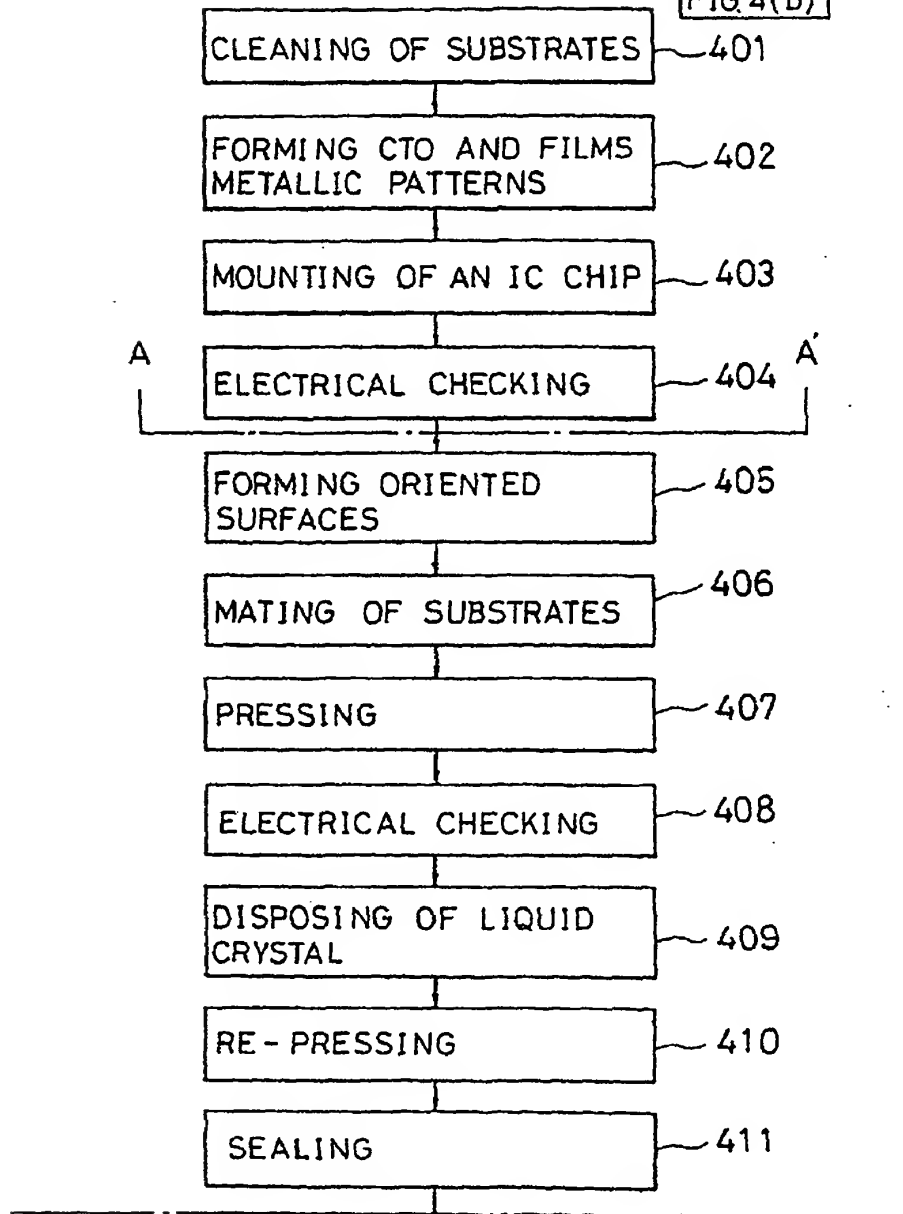 FIG. 4(b)
CLEANING OF SUBSTRATES 401
FORMING CTO AND FILMS
METALLIC PATTERNS 402
MOUNTING OF AN IC CHIP 403
A A'
ELECTRICAL CHECKING 404
FORMING ORIENTED
SURFACES 405
MATING OF SUBSTRATES 406
PRESSING 407
ELECTRICAL CHECKING 408
DISPOSING OF LIQUID
CRYSTAL 409
RE-PRESSING 410
SEALING 411